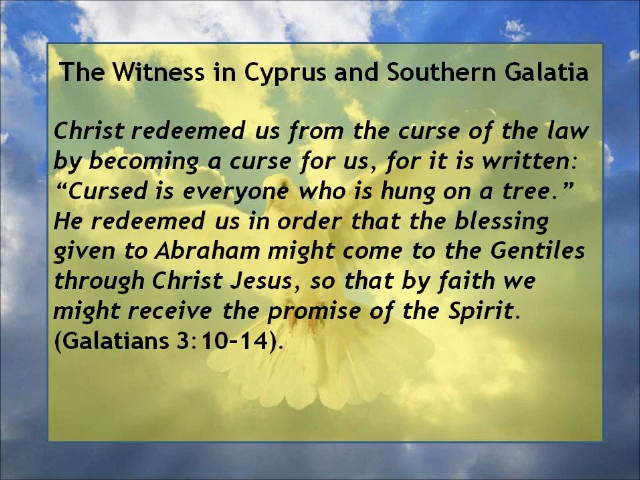 The Witness in Cyprus and Southern Galatia
Christ redeemed us from the curse of the law
by becoming a curse for us, for it is written:
“Cursed is everyone who is hung on a tree.”
He redeemed us in order that the blessing
given to Abraham might come to the Gentiles
through Christ Jesus, so that by faith we
might receive the promise of the Spirit.
(Galatians 3:10–14).